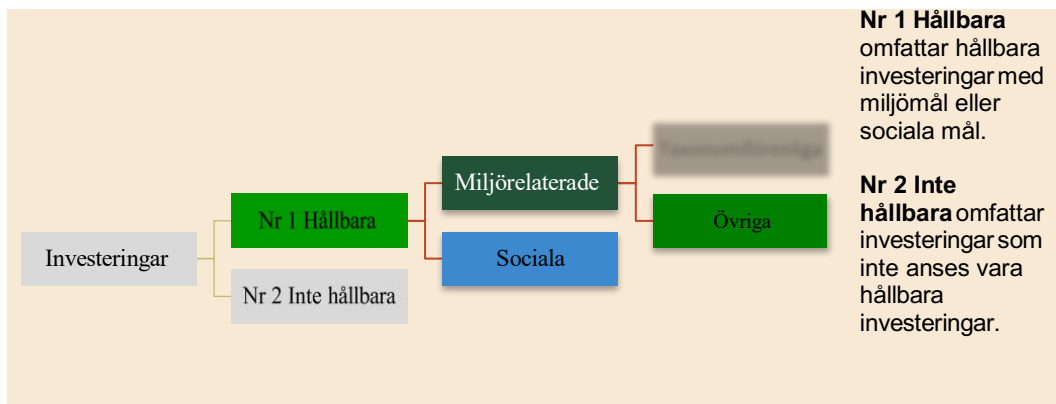 Investeringar
Nr 1 Hållbara
Nr 2 Inte hållbara
Miljörelaterade
Sociala
Övriga
Nr 1 Hållbara
omfattar hållbara
investeringar med
miljömål eller
sociala mål.
Nr 2 Inte
hållbara omfattar
investeringar som
inte anses vara
hållbara
investeringar.